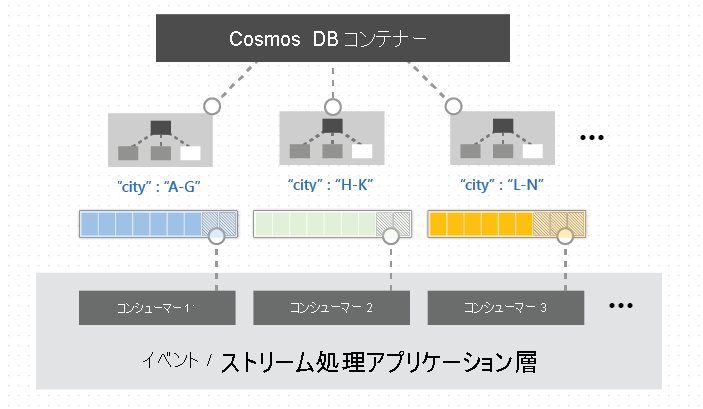 Cosmos DB コンテナー
•••
“city” : “A-G”
“city” : “H-K”
“city” : “L-N”
コンシューマー 1
コンシューマー 2
コンシューマー 3
•••
イベント / ストリーム処理アプリケーション層